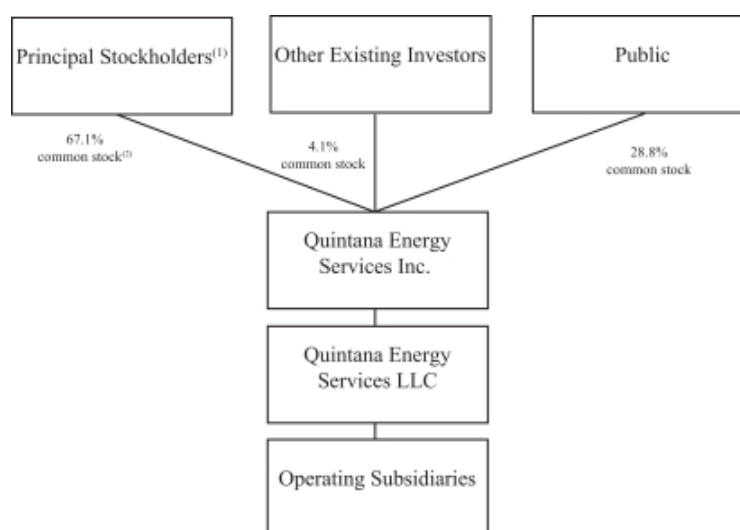 Principal Stockholders(1)
Other Existing Investors
Public
67.1%
common stock(2)
4.1%
common stock
28.8%
common stock
Quintana Energy
Services Inc.
Quintana Energy
Services LLC
Operating Subsidiaries